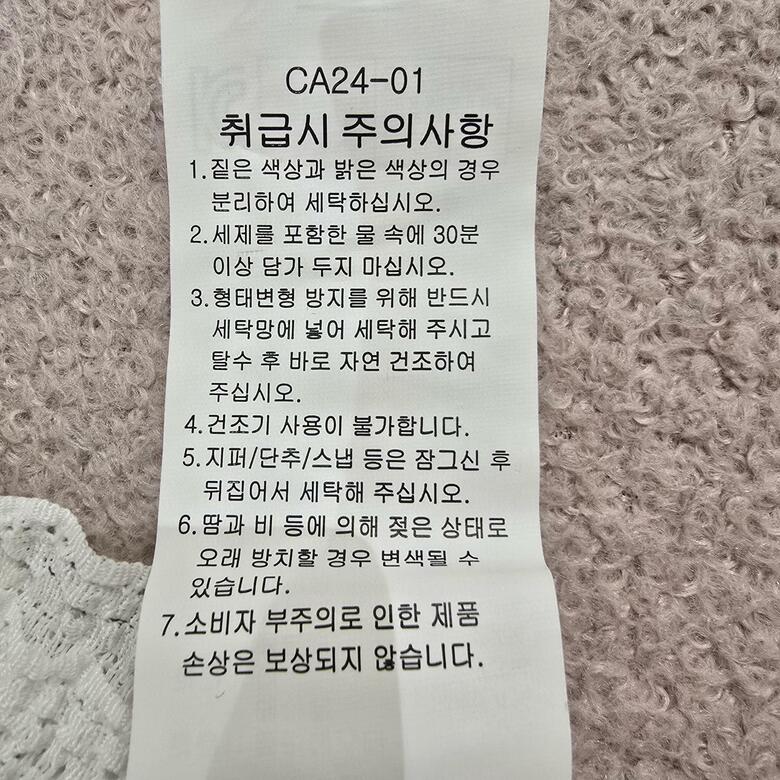 CA24-01
취급시 주의사항
1.짙은 색상과 밝은 색상의 경우
분리하여 세탁하십시오.
2.세제를 포함한 물 속에 30분
이상 담가 두지 마십시오.
3.형태변형 방지를 위해 반드시
세탁망에 넣어 세탁해 주시고
탈수 후 바로 자연 건조하여
주십시오.
4.건조기 사용이 불가합니다.
5.지퍼/단추/스냅 등은 잠그신 후
뒤집어서 세탁해 주십시오.
6.땀과 비 등에 의해 젖은 상태로
오래 방치할 경우 변색될 수
있습니다.
7.소비자 부주의로 인한 제품
손상은 보상되지 않습니다.